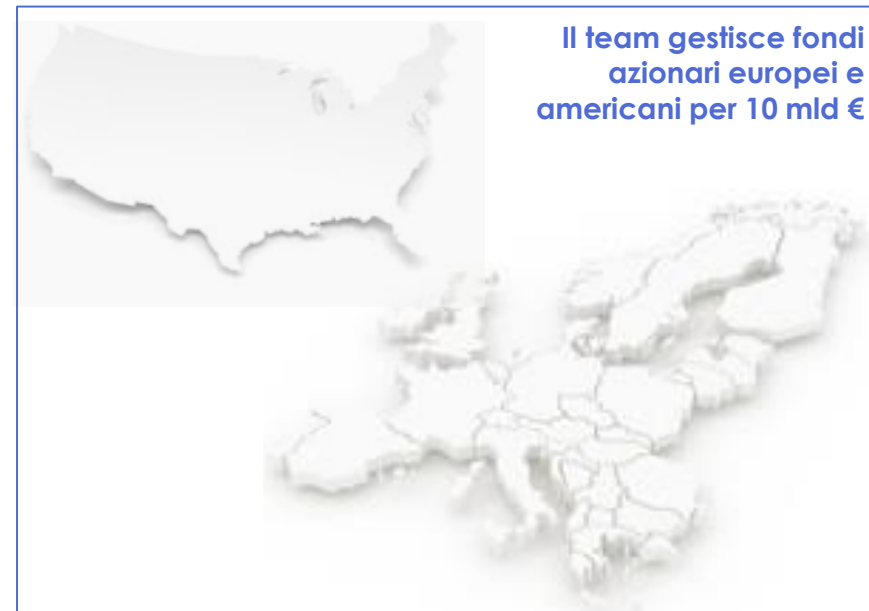 Il team gestisce fondi
azionari europei e
americani per 10 mld €